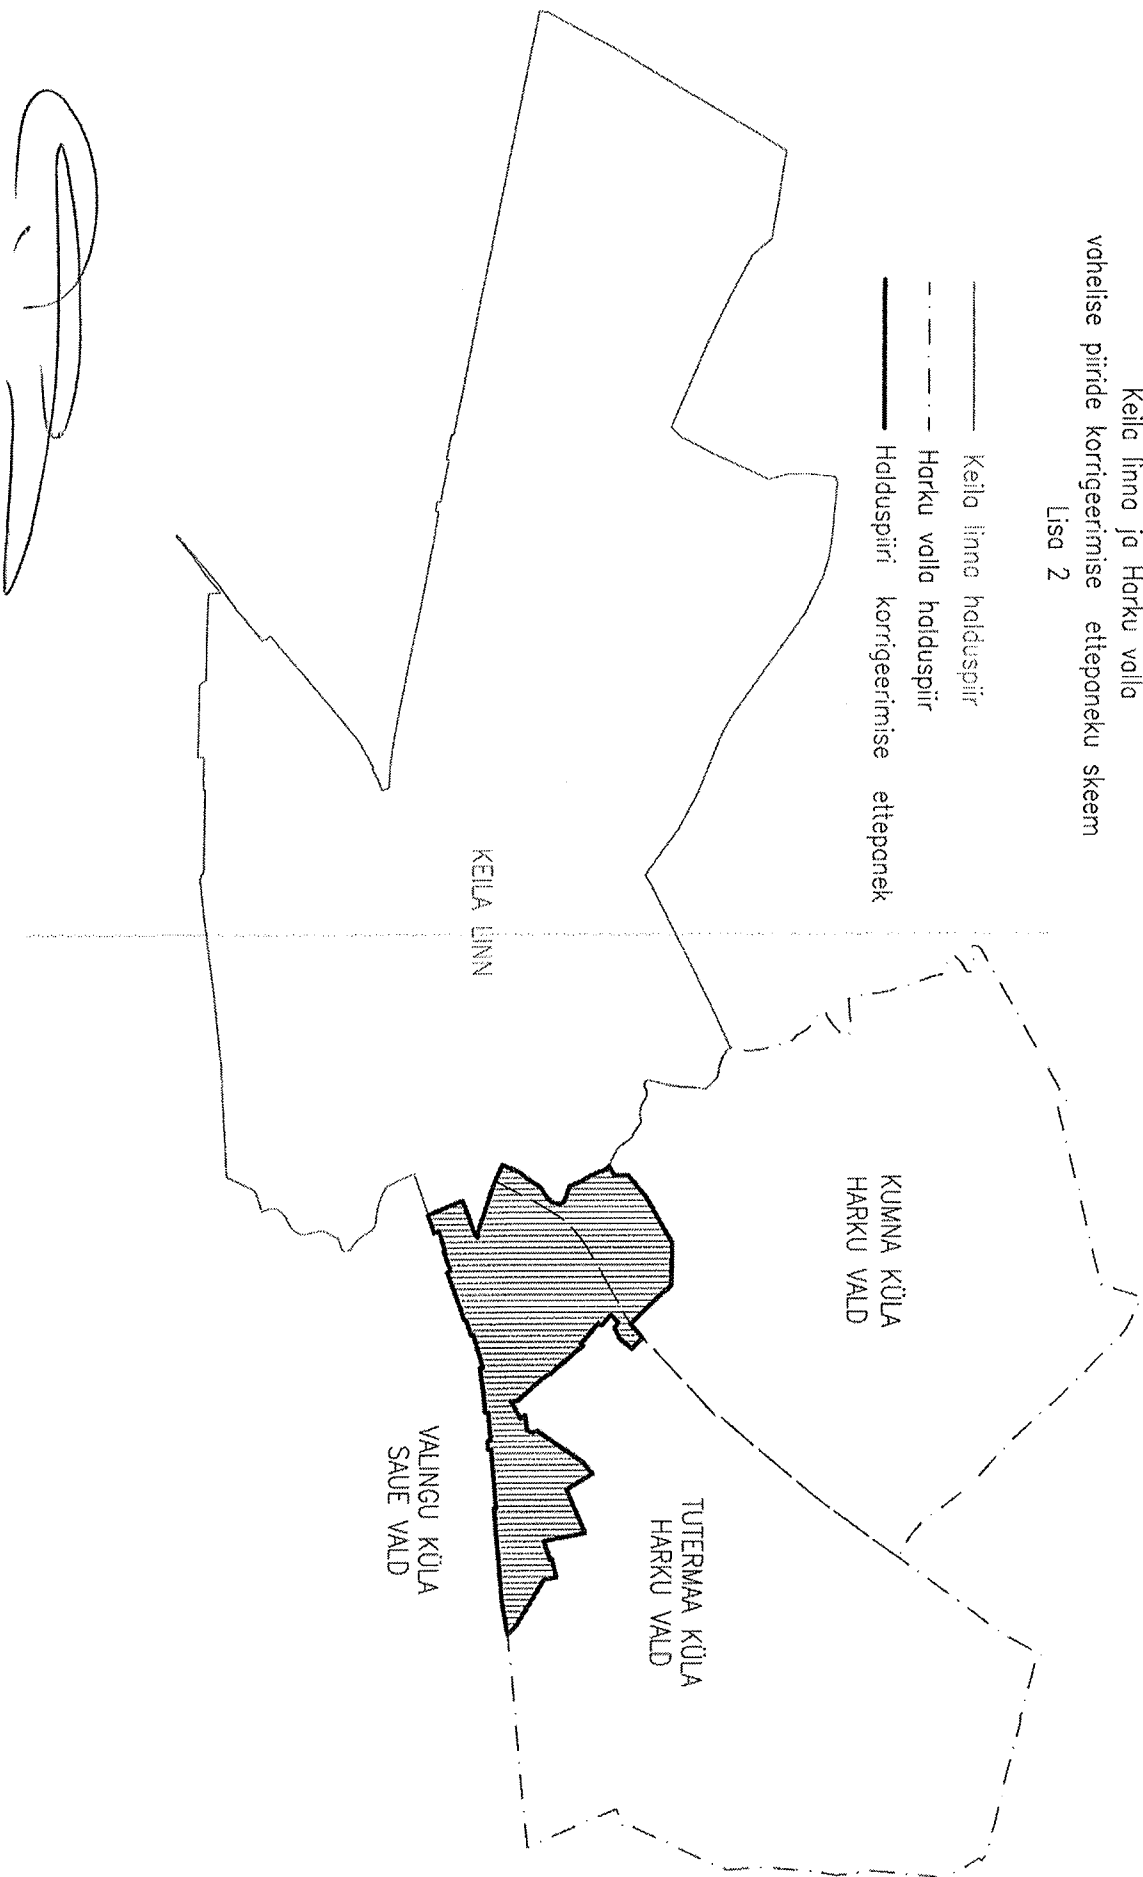 Keila linna ja Harku valla
vahelise piiride korrigeerimise ettepaneku skeem
Lisa 2
Keila linna halduspiir
Harku valla halduspiir
Halduspiiri korrigeerimise ettepanek
KEILA LINN
KUMNA KÜLA
HARKU VALD
TUTERMAA KÜLA
HARKU VALD
VALINGU KÜLA
SAUE VALD